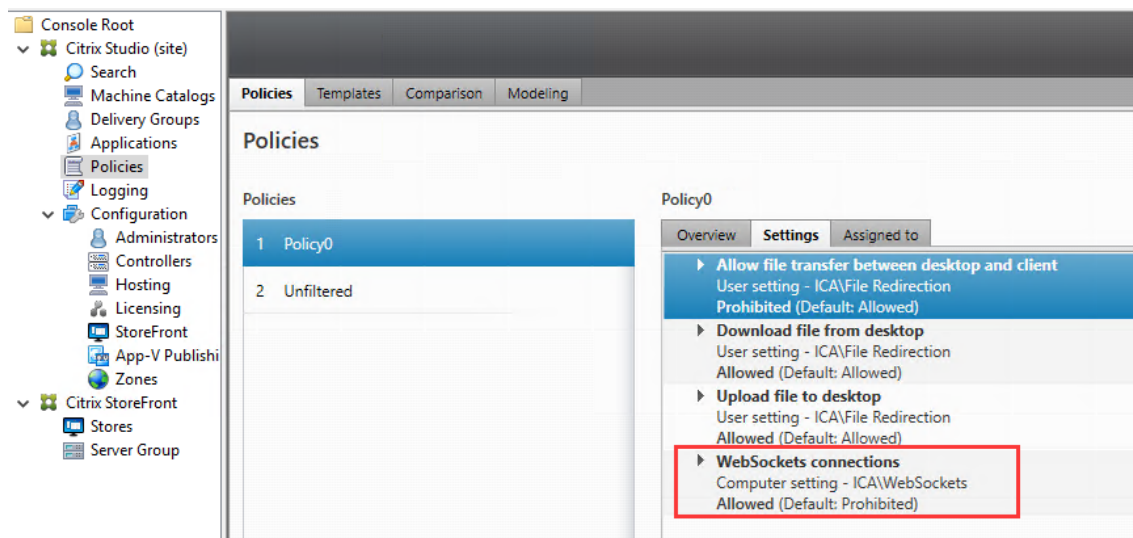 Console Root
Citrix Studio (site)
Search
Machine Catalogs
Delivery Groups
Applications
Policies
Logging
Configuration
Administrators
Controllers
Hosting
Licensing
StoreFront
App-V Publishi
Zones
Citrix StoreFront
Stores
Server Group
Policies Templates Comparison Modeling
Policies
Policies
1 Policy0
2 Unfiltered
Policy0
Overview Settings Assigned to
Allow file transfer between desktop and client
User setting - ICA\File Redirection
Prohibited (Default: Allowed)
Download file from desktop
User setting - ICA\File Redirection
Allowed (Default: Allowed)
Upload file to desktop
User setting - ICA\File Redirection
Allowed (Default: Allowed)
WebSockets connections
Computer setting - ICA\WebSockets
Allowed (Default: Prohibited)